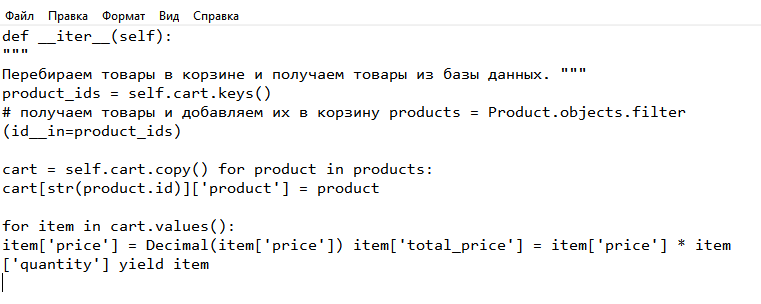 Файл Правка Формат Вид Справка
def __iter__(self):
"""
Перебираем товары в корзине и получаем товары из базы данных. """
product_ids = self.cart.keys()
# получаем товары и добавляем их в корзину products = Product.objects.filter
(id__in=product_ids)
cart = self.cart.copy() for product in products:
cart[str(product.id)]['product'] = product
for item in cart.values():
item['price'] = Decimal(item['price']) item['total_price'] = item['price'] * item
['quantity'] yield item